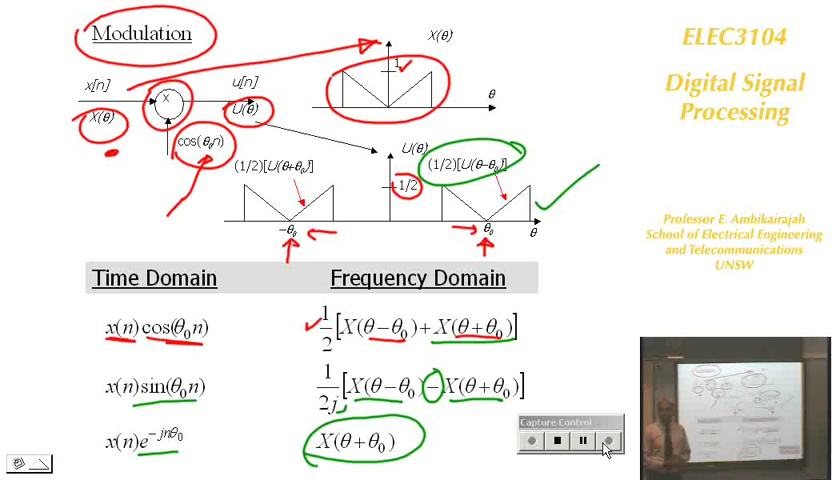 Modulation
x[n]
X(θ)
x
u[n]
U(θ)
cos(θ₀n)
X(θ)
1
θ
U(θ)
(1/2)[U(θ+θ₀)]
(1/2)[U(θ-θ₀)]
1/2
-θ₀
θ₀
θ
Time Domain Frequency Domain
x(n)cos(θ₀n) 1/2[X(θ-θ₀)+X(θ+θ₀)]
x(n)sin(θ₀n) 1/2j[X(θ-θ₀)-X(θ+θ₀)]
x(n)e^{-jnθ₀} X(θ+θ₀)
ELEC3104
Digital Signal
Processing
Professor E. Ambikairajah
School of Electrical Engineering
and Telecommunications
UNSW
Capture Control